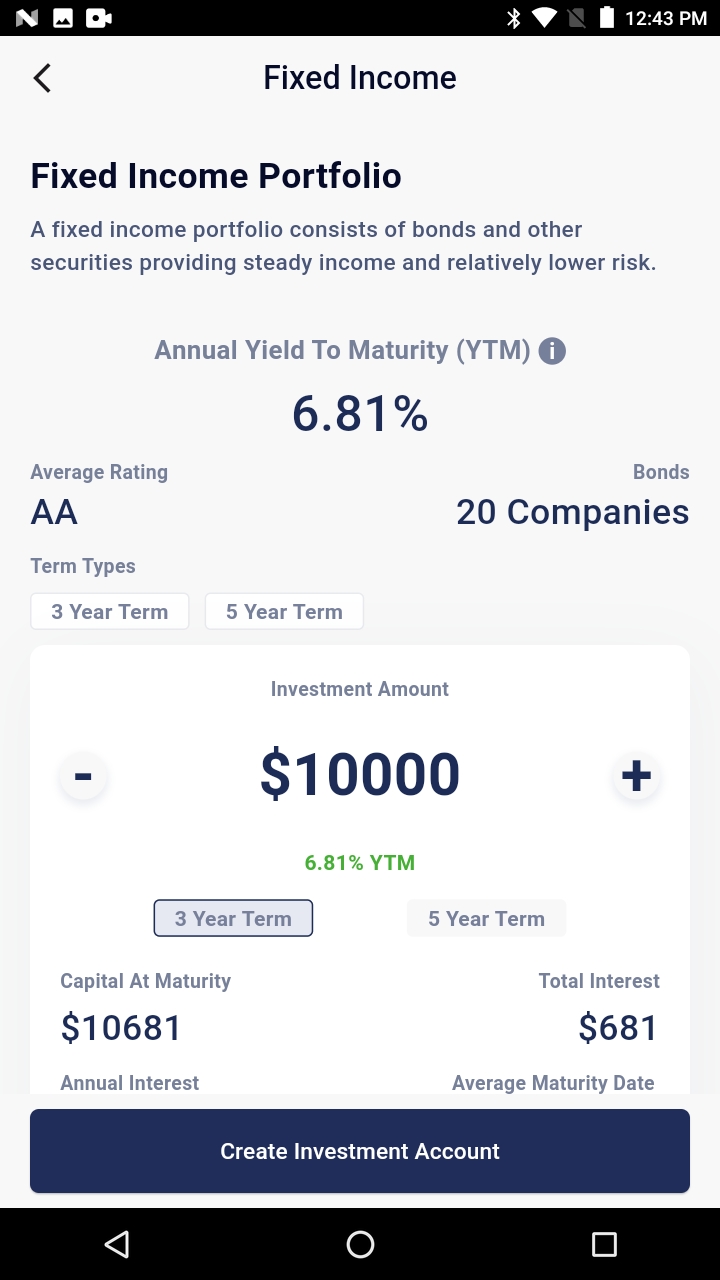 12:43 PM
Fixed Income
Fixed Income Portfolio
A fixed income portfolio consists of bonds and other
securities providing steady income and relatively lower risk.
Annual Yield To Maturity (YTM) i
6.81%
Average Rating
Bonds
AA
20 Companies
Term Types
3 Year Term
5 Year Term
Investment Amount
-
$10000
+
6.81% YTM
3 Year Term
5 Year Term
Capital At Maturity
Total Interest
$10681
$681
Annual Interest
Average Maturity Date
Create Investment Account